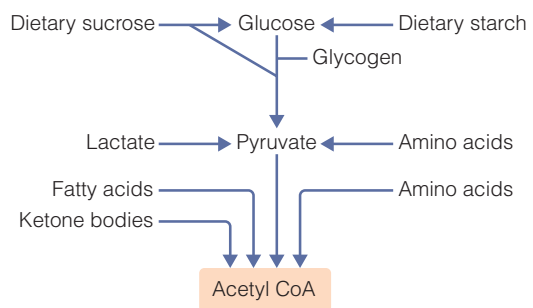 Dietary sucrose Glucose Dietary starch
Glycogen
Lactate Pyruvate Amino acids
Fatty acids Amino acids
Ketone bodies
Acetyl CoA